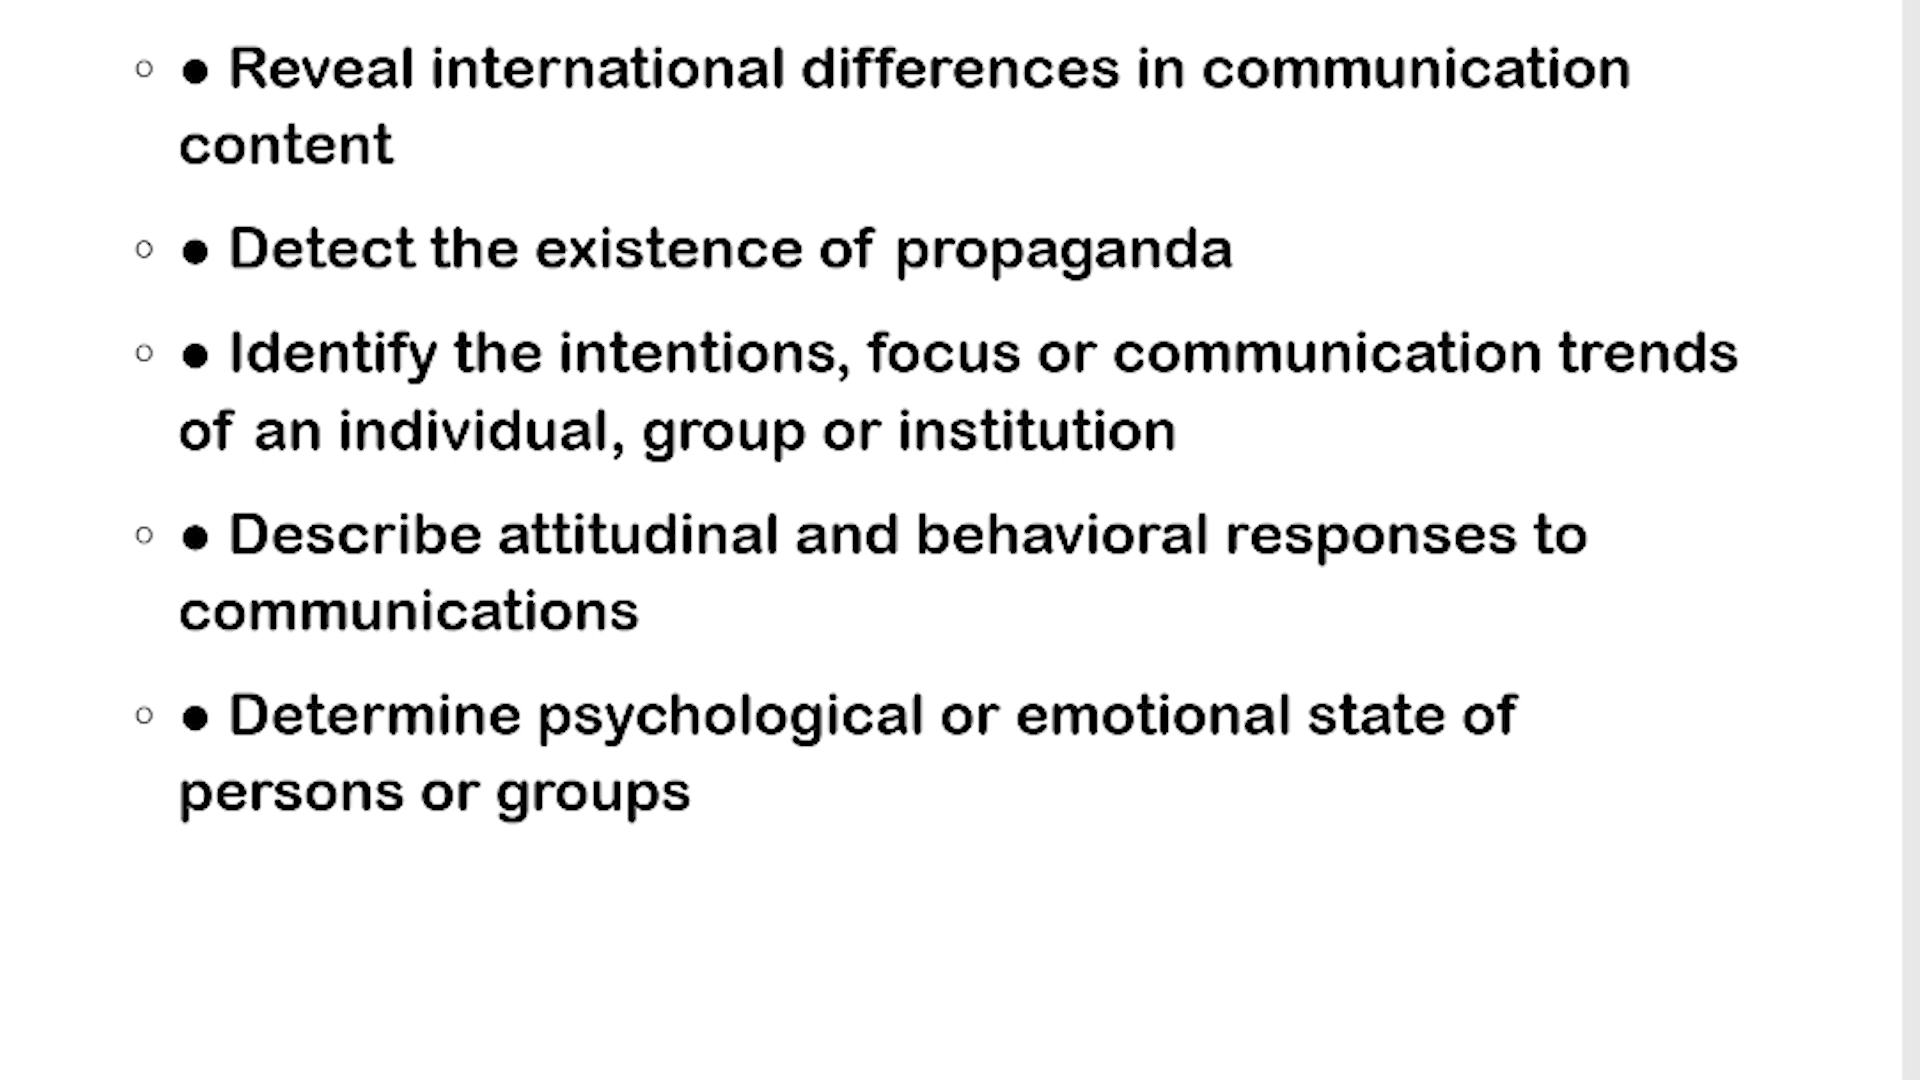 ○ ● Reveal international differences in communication
content
○ ● Detect the existence of propaganda
○ ● Identify the intentions, focus or communication trends
of an individual, group or institution
○ ● Describe attitudinal and behavioral responses to
communications
○ ● Determine psychological or emotional state of
persons or groups